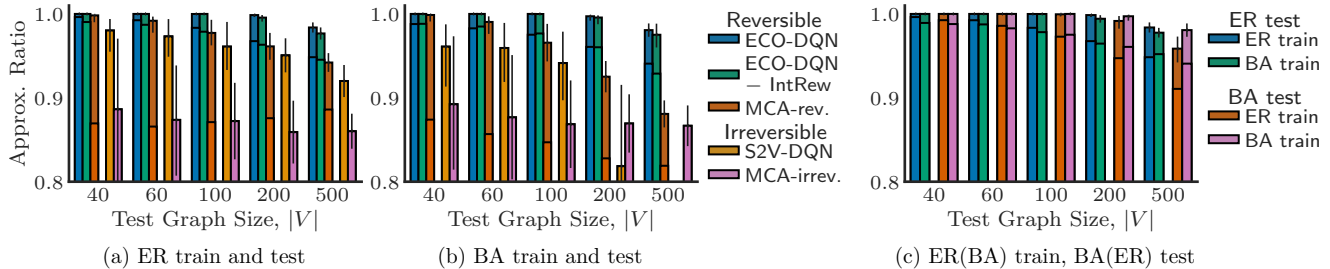 Approx. Ratio
1.0
0.9
0.8
40 60 100 200 500
Test Graph Size, |V|
(a) ER train and test
1.0
0.9
0.8
40 60 100 200 500
Test Graph Size, |V|
(b) BA train and test
Reversible
ECO-DQN
ECO-DQN
− IntRew
MCA-rev.
Irreversible
S2V-DQN
MCA-irrev.
1.0
0.9
0.8
40 60 100 200 500
Test Graph Size, |V|
(c) ER(BA) train, BA(ER) test
ER test
ER train
BA train
BA test
ER train
BA train